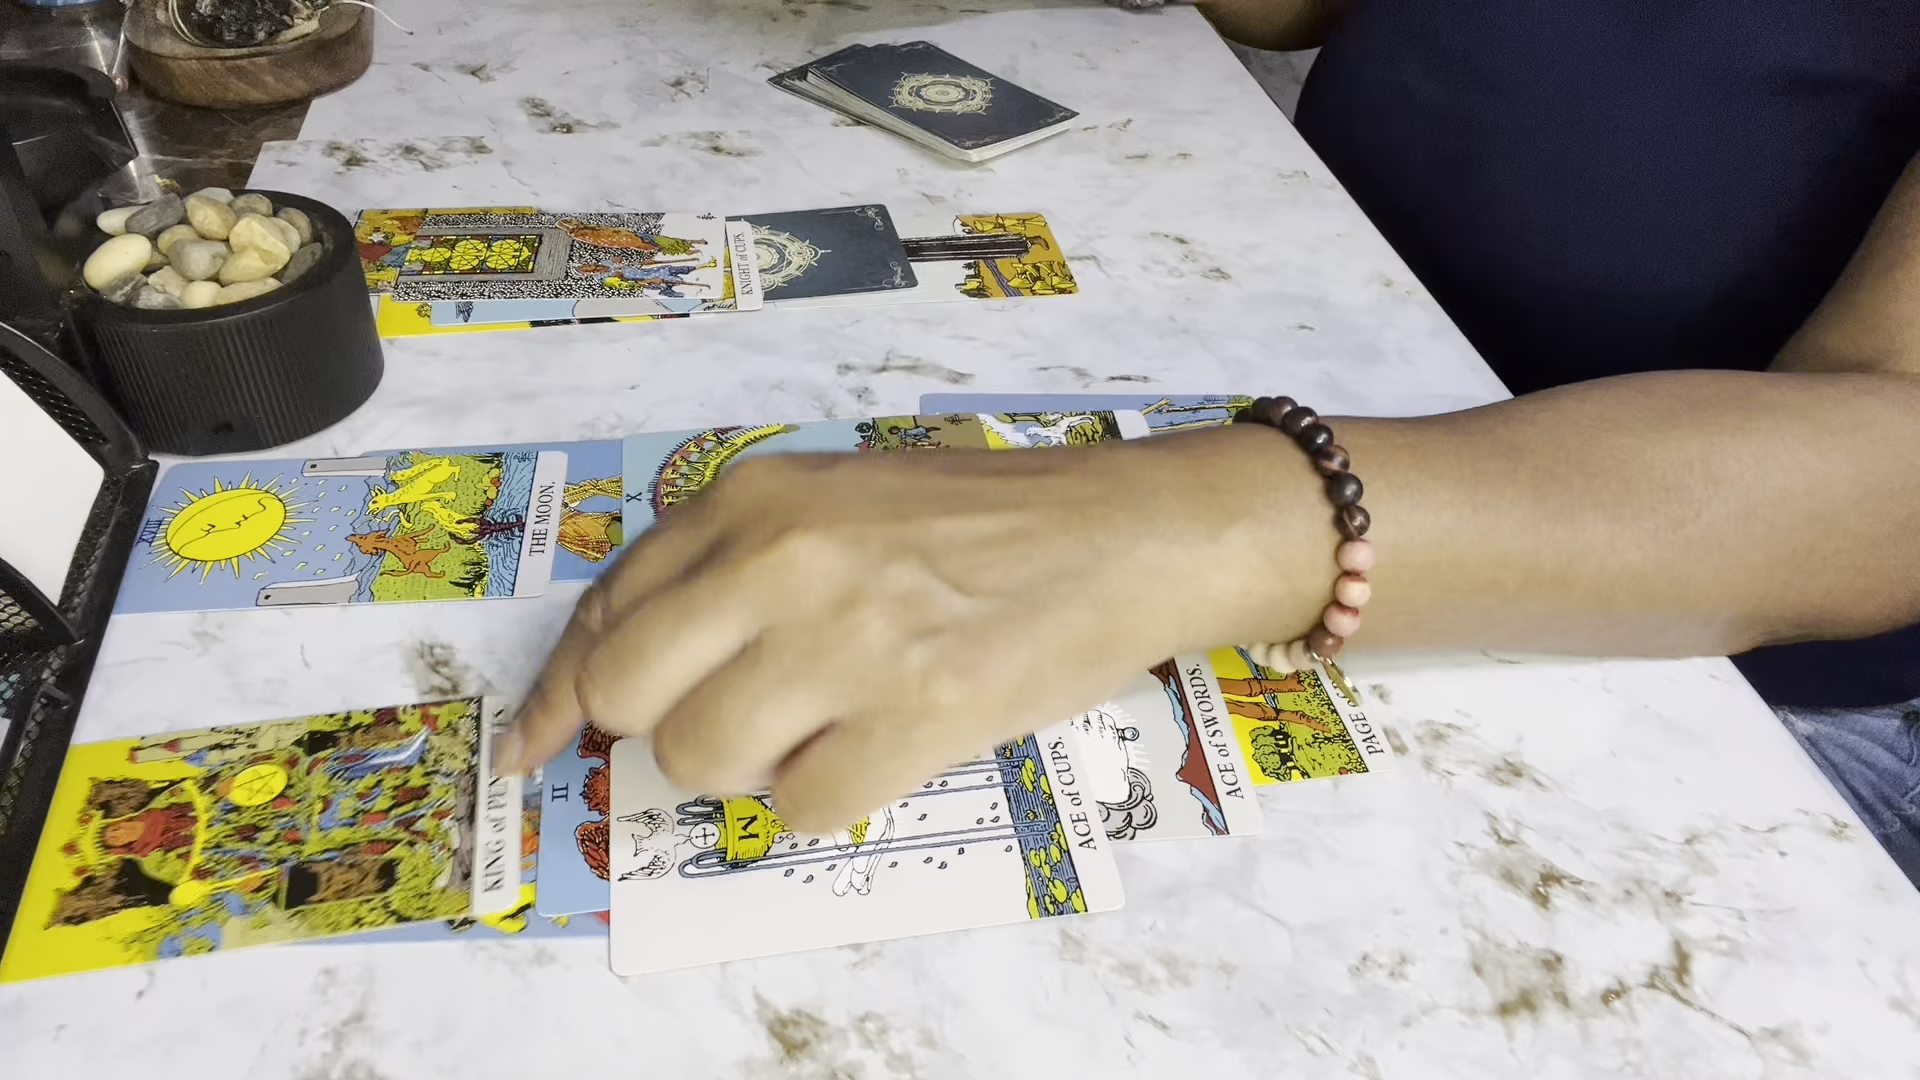 KNIGHT of CUPS.
XVIII
THE MOON.
X
KING of PEN
II
M
ACE of CUPS.
ACE of SWORDS.
PAGE